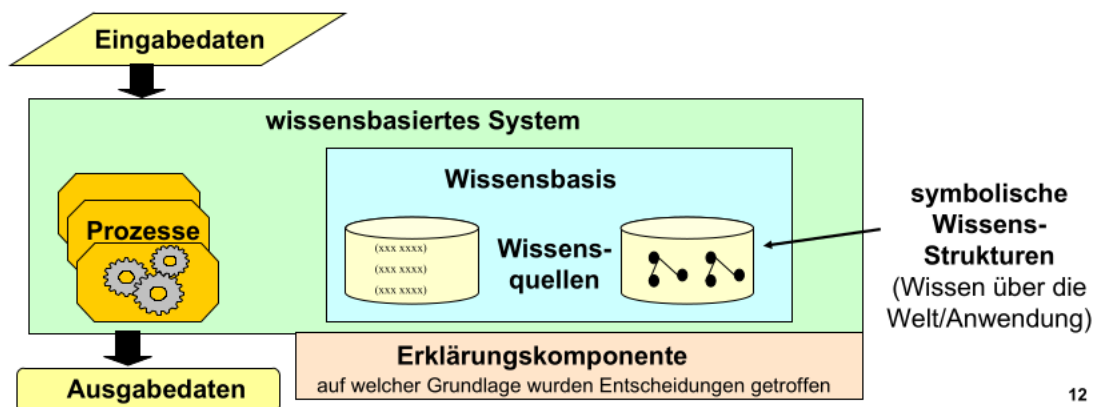 Eingabedaten
wissensbasiertes System
Wissensbasis
Prozesse
(xxx xxxx)
(xxx xxxx)
(xxx xxxx)
Wissens-
quellen
symbolische
Wissens-
Strukturen
(Wissen über die
Welt/Anwendung)
Erklärungskomponente
auf welcher Grundlage wurden Entscheidungen getroffen
Ausgabedaten
12